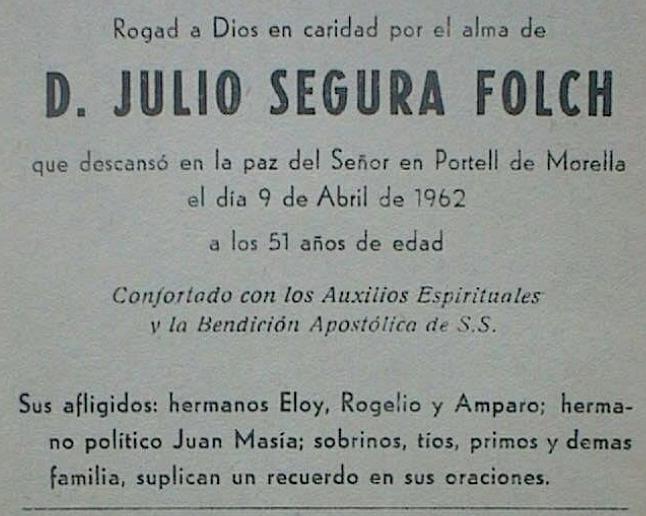 Rogad a Dios en caridad por el alma de
D. JULIO SEGURA FOLCH
que descansó en la paz del Señor en Portell de Morella
el día 9 de Abril de 1962
a los 51 años de edad
Confortado con los Auxilios Espirituales
y la Bendición Apostólica de S.S.
Sus afligidos: hermanos Eloy, Rogelio y Amparo; herma-
no político Juan Masía; sobrinos, tíos, primos y demas
familia, suplican un recuerdo en sus oraciones.